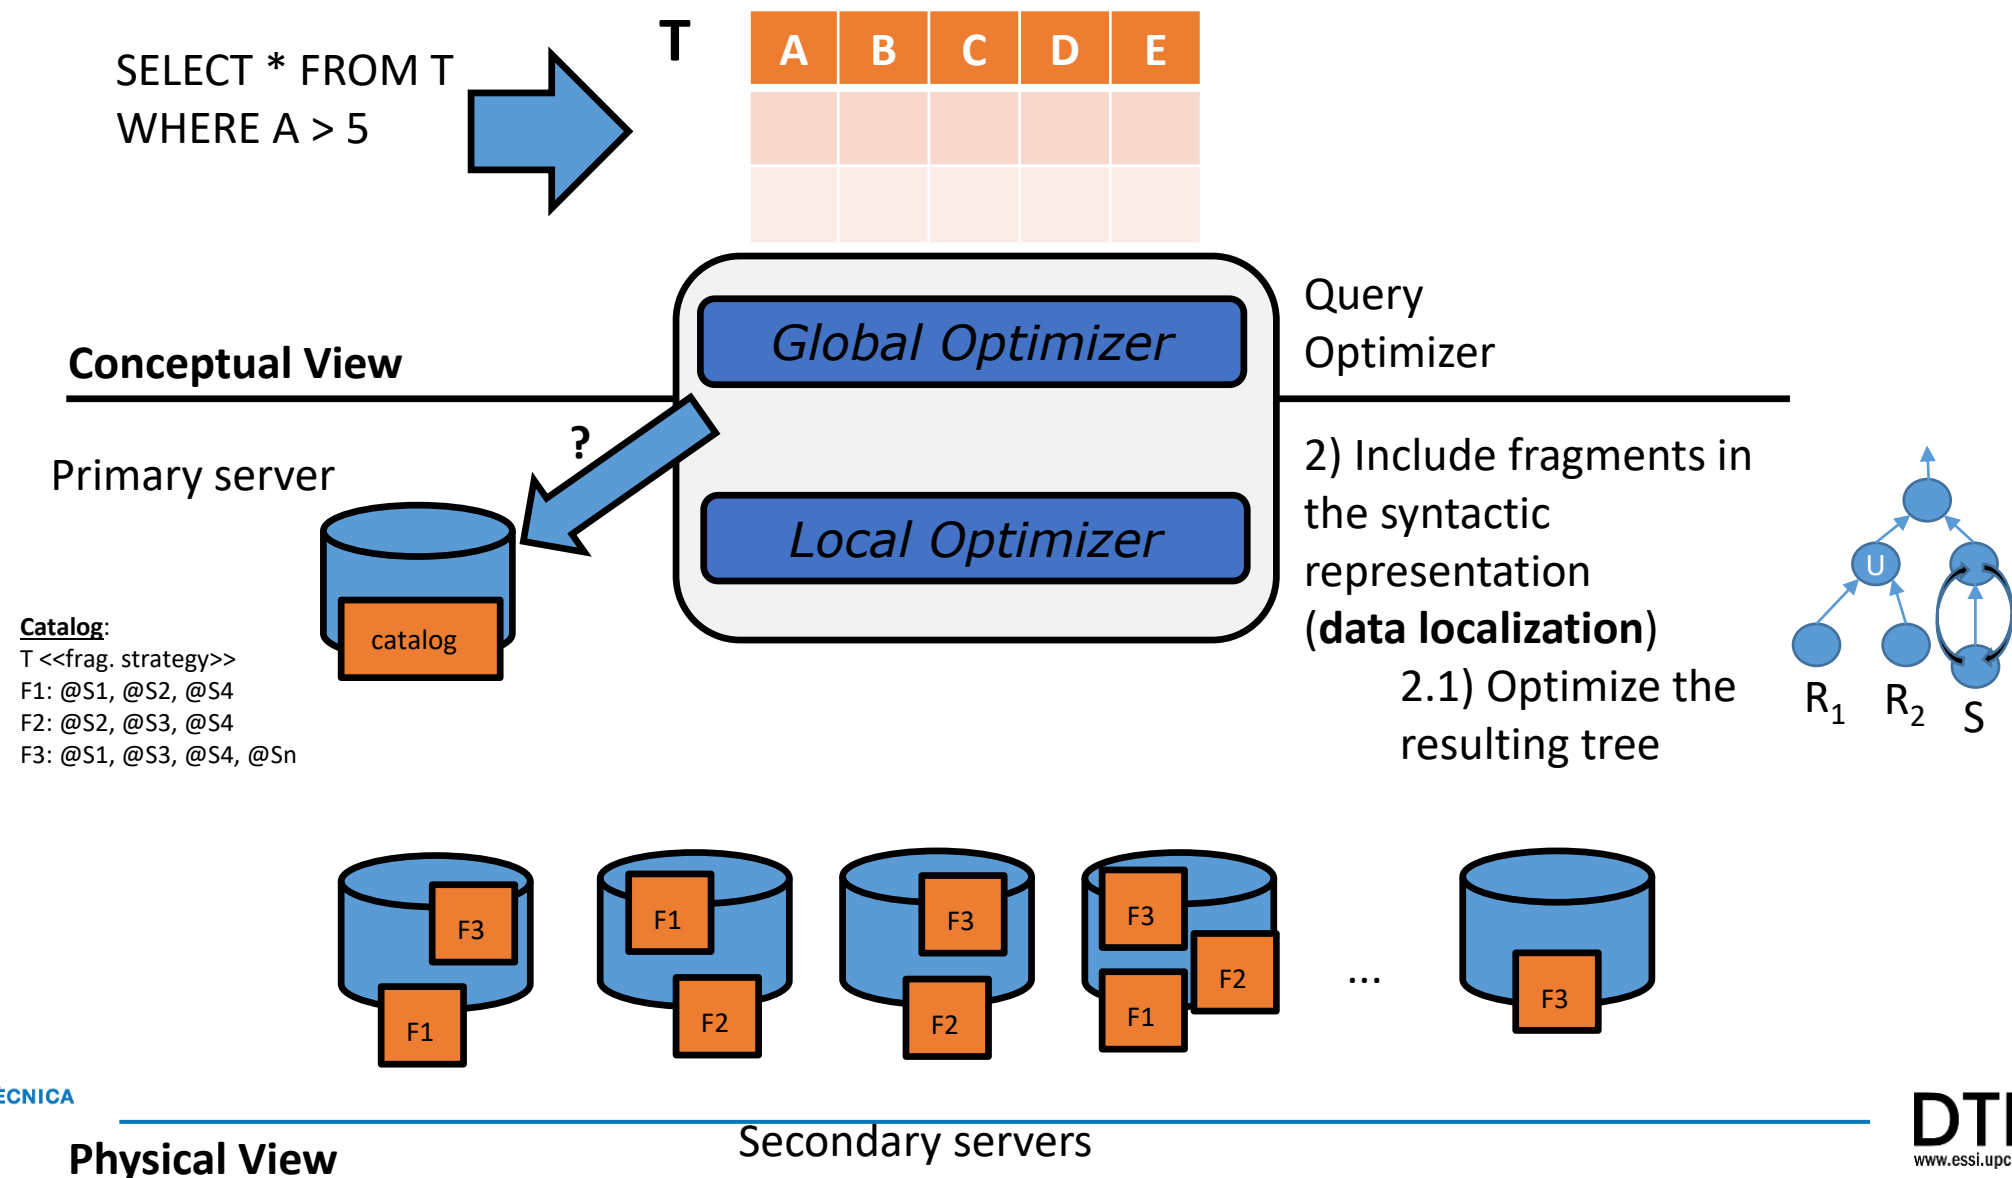 SELECT * FROM T
WHERE A > 5
T
A B C D E
Global Optimizer
Query
Optimizer
Conceptual View
?
Primary server
Local Optimizer
catalog
2) Include fragments in
the syntactic
representation
(data localization)
2.1) Optimize the
resulting tree
U
R1 R2 S
Catalog:
T <<frag. strategy>>
F1: @S1, @S2, @S4
F2: @S2, @S3, @S4
F3: @S1, @S3, @S4, @Sn
F3
F1
F1
F2
F3
F2
F3
F2
F1
...
F3
ECNICA
Secondary servers
Physical View
DTI
www.essi.upc